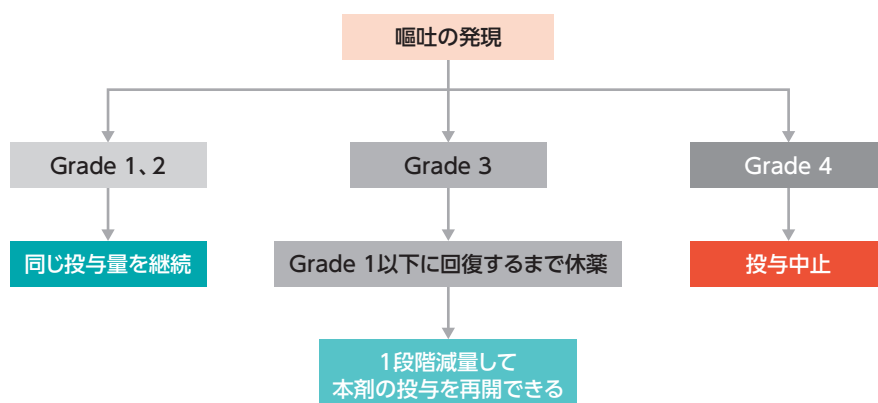 嘔吐の発現
Grade 1、2
Grade 3
Grade 4
同じ投与量を継続
Grade 1以下に回復するまで休薬
投与中止
1段階減量して
本剤の投与を再開できる